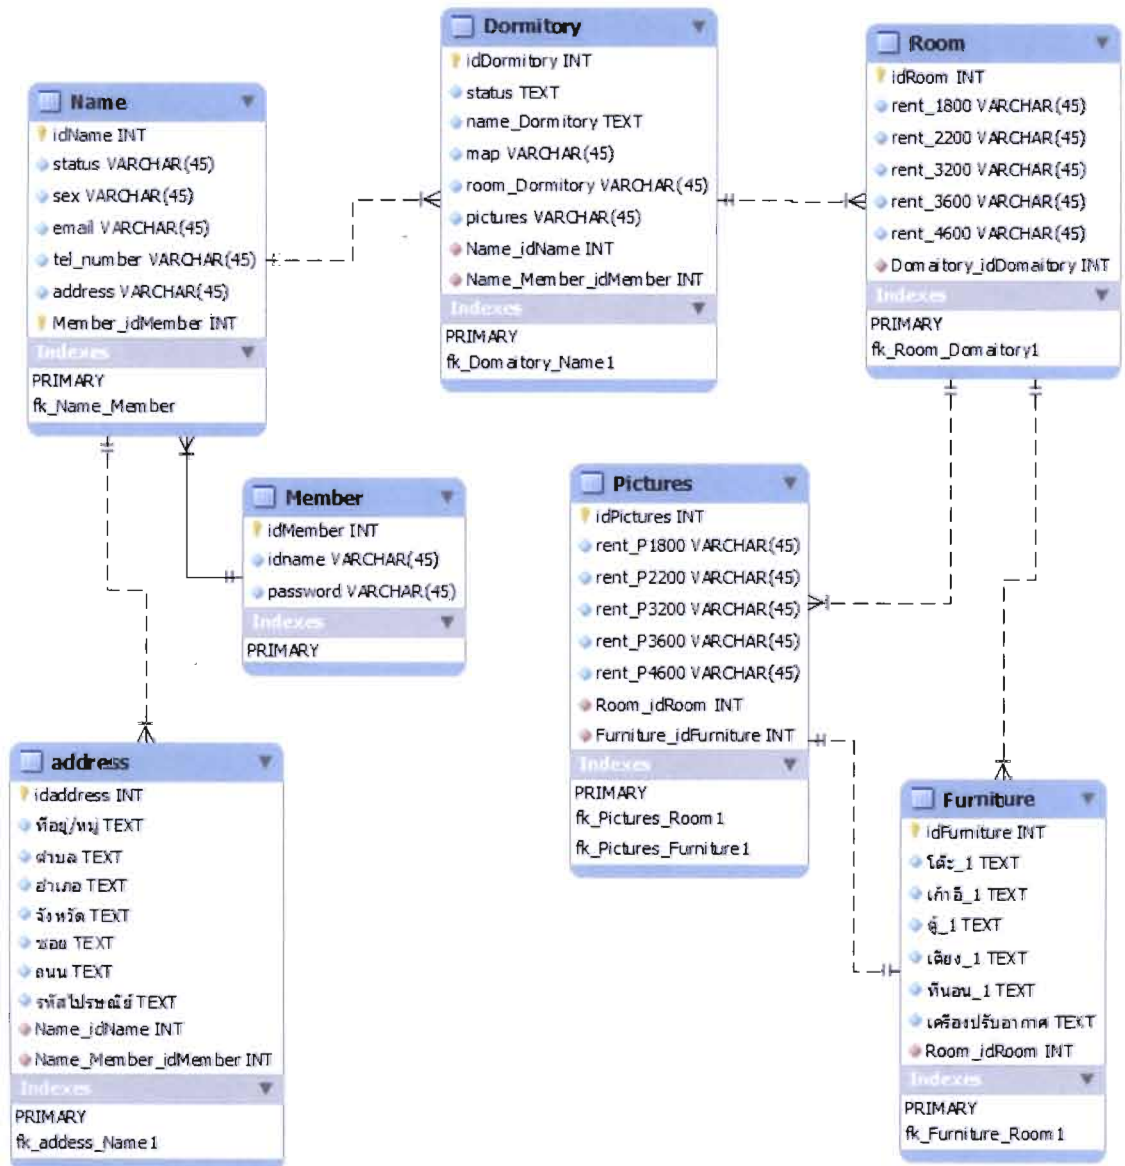 Name
idName INT
status VARCHAR(45)
sex VARCHAR(45)
email VARCHAR(45)
tel_number VARCHAR(45)
address VARCHAR(45)
Member_idMember INT
Indexes
PRIMARY
fk_Name_Member
Dormitory
idDormitory INT
status TEXT
name_Dormitory TEXT
map VARCHAR(45)
room_Dormitory VARCHAR(45)
pictures VARCHAR(45)
Name_idName INT
Name_Member_idMember INT
Indexes
PRIMARY
fk_Domaitory_Name1
Room
idRoom INT
rent_1800 VARCHAR(45)
rent_2200 VARCHAR(45)
rent_3200 VARCHAR(45)
rent_3600 VARCHAR(45)
rent_4600 VARCHAR(45)
Domaitory_idDomaitory INT
Indexes
PRIMARY
fk_Room_Domaitory1
Member
idMember INT
idname VARCHAR(45)
password VARCHAR(45)
Indexes
PRIMARY
Pictures
idPictures INT
rent_P1800 VARCHAR(45)
rent_P2200 VARCHAR(45)
rent_P3200 VARCHAR(45)
rent_P3600 VARCHAR(45)
rent_P4600 VARCHAR(45)
Room_idRoom INT
Furniture_idFurniture INT
Indexes
PRIMARY
fk_Pictures_Room1
fk_Pictures_Furniture1
address
idaddress INT
ที่อยู่/หมู่ TEXT
ตำบล TEXT
อำเภอ TEXT
จังหวัด TEXT
ซอย TEXT
ถนน TEXT
รหัสไปรษณีย์ TEXT
Name_idName INT
Name_Member_idMember INT
Indexes
PRIMARY
fk_addess_Name1
Furniture
idFurniture INT
โต๊ะ_1 TEXT
เก้าอี้_1 TEXT
ตู้_1 TEXT
เตียง_1 TEXT
ที่นอน_1 TEXT
เครื่องปรับอากาศ TEXT
Room_idRoom INT
Indexes
PRIMARY
fk_Furniture_Room1